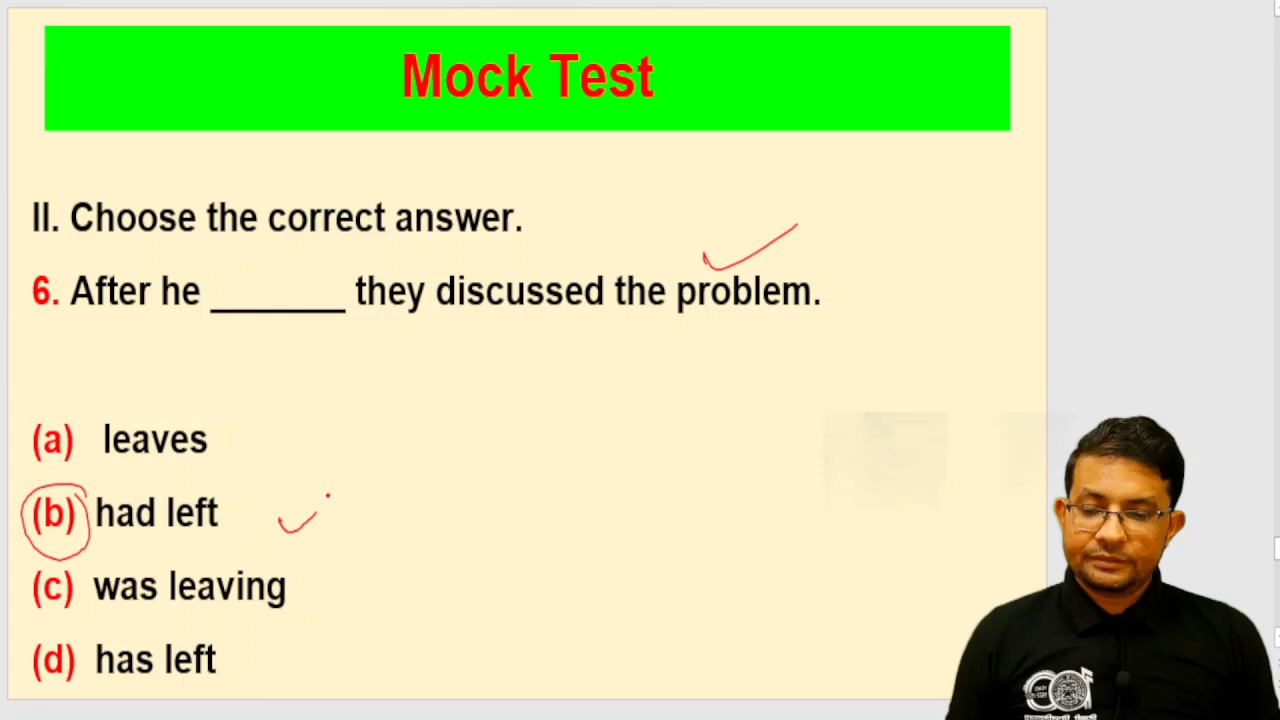 Mock Test
II. Choose the correct answer.
6. After he _______ they discussed the problem.
(a) leaves
(b) had left
(c) was leaving
(d) has left